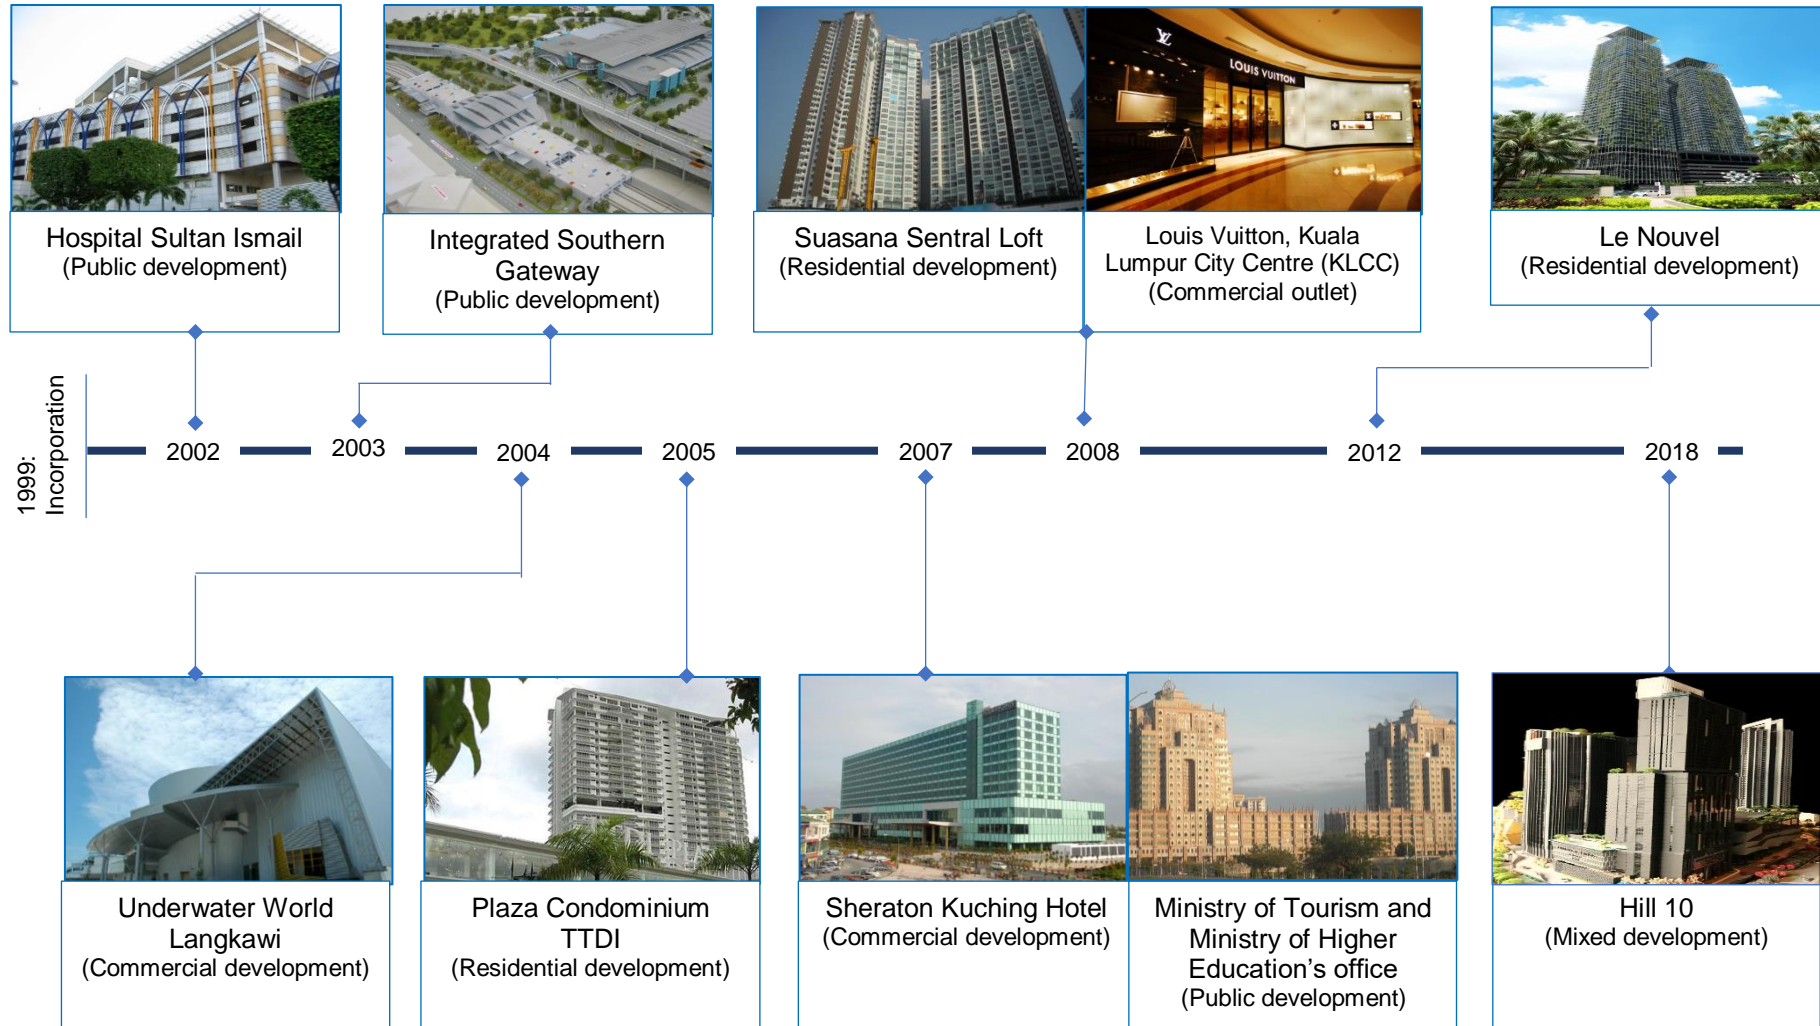 Hospital Sultan Ismail
(Public development)
Integrated Southern
Gateway
(Public development)
Suasana Sentral Loft
(Residential development)
LV
LOUIS VUITTON
Louis Vuitton, Kuala
Lumpur City Centre (KLCC)
(Commercial outlet)
Le Nouvel
(Residential development)
1999:
Incorporation
2002
2003
2004
2005
2007
2008
2012
2018
Underwater World
Langkawi
(Commercial development)
Plaza Condominium
TTDI
(Residential development)
Sheraton Kuching Hotel
(Commercial development)
Ministry of Tourism and
Ministry of Higher
Education’s office
(Public development)
Hill 10
(Mixed development)